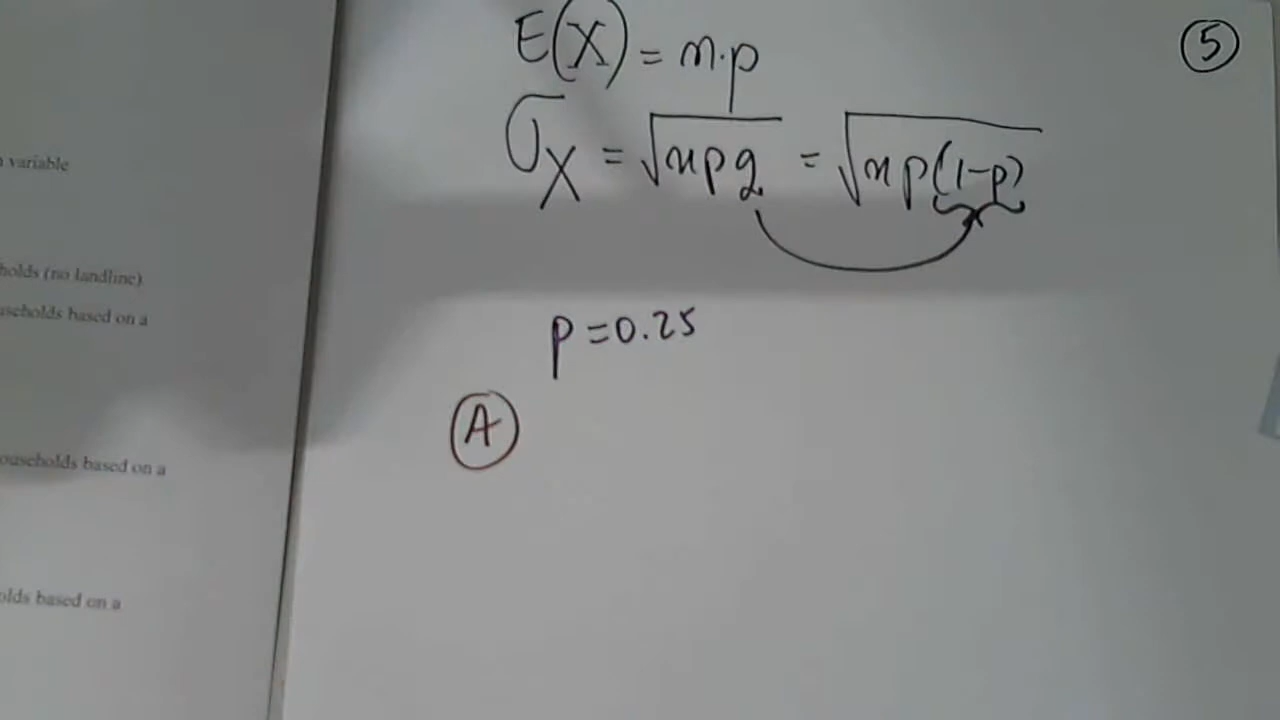 E(X) = n·p
5
σX = √npq = √np(1-p)
variable
holds (no landline)
useholds based on a
p=0.25
A
ouseholds based on a
olds based on a